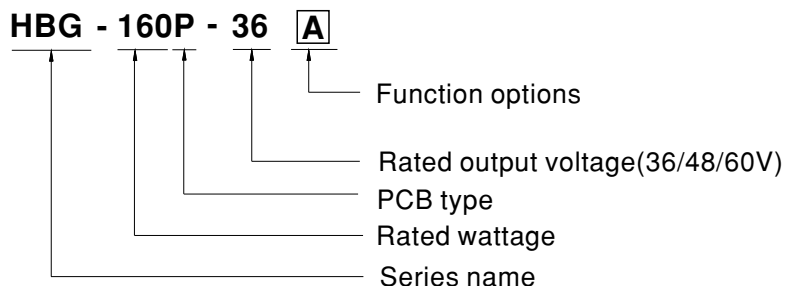 HBG - 160P - 36 A
Function options
Rated output voltage(36/48/60V)
PCB type
Rated wattage
Series name